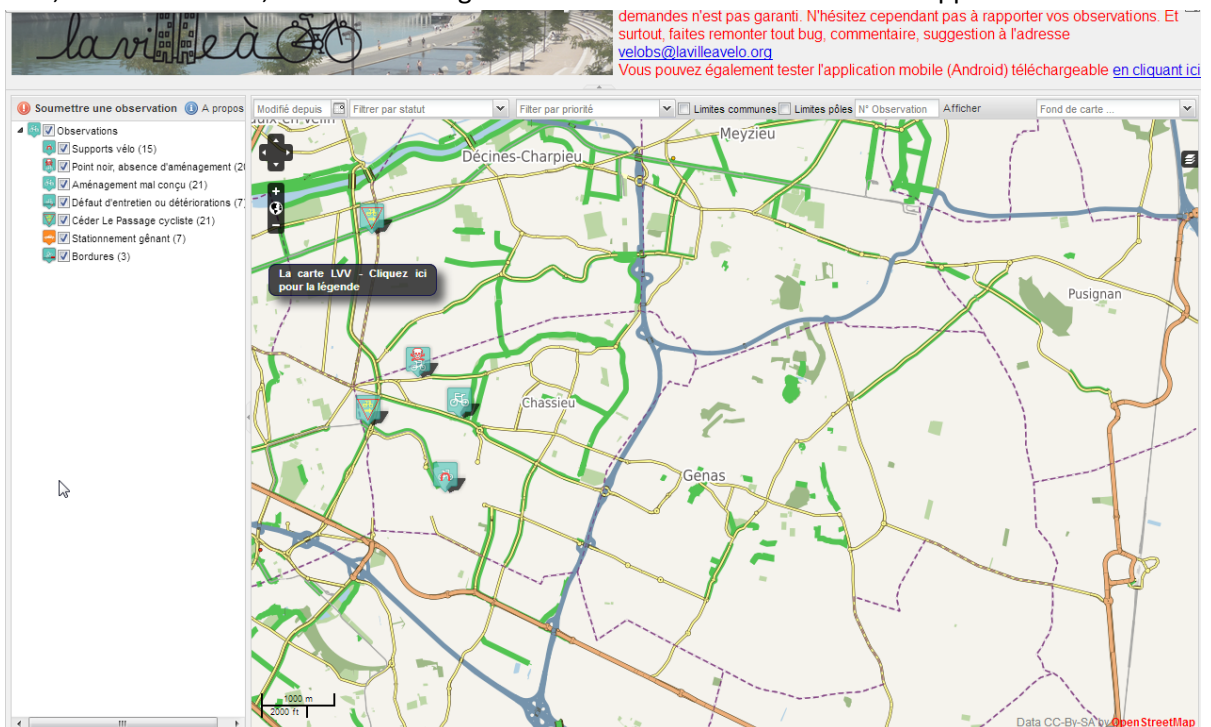 demandes n'est pas garanti. N'hésitez cependant pas à rapporter vos observations. Et
surtout, faites remonter tout bug, commentaire, suggestion à l'adresse
velobs@lavilleavelo.org
Vous pouvez également tester l'application mobile (Android) téléchargeable en cliquant ici
la ville à
Soumettre une observation A propos
Modifié depuis Filtrer par statut Filter par priorité Limites communes Limites pôles N° Observation Afficher Fond de carte ...
Observations
Supports vélo (15)
Point noir, absence d'aménagement
Aménagement mal conçu (21)
Défaut d'entretien ou détériorations (7
Céder Le Passage cycliste (21)
Stationnement gênant (7)
Bordures (3)
Meyzieu
Décines-Charpieu
La carte LVV - Cliquez ici
pour la légende
Pusignan
Chassieu
Genas
1000 m
2000 ft
Data CC-By-SA by OpenStreetMap